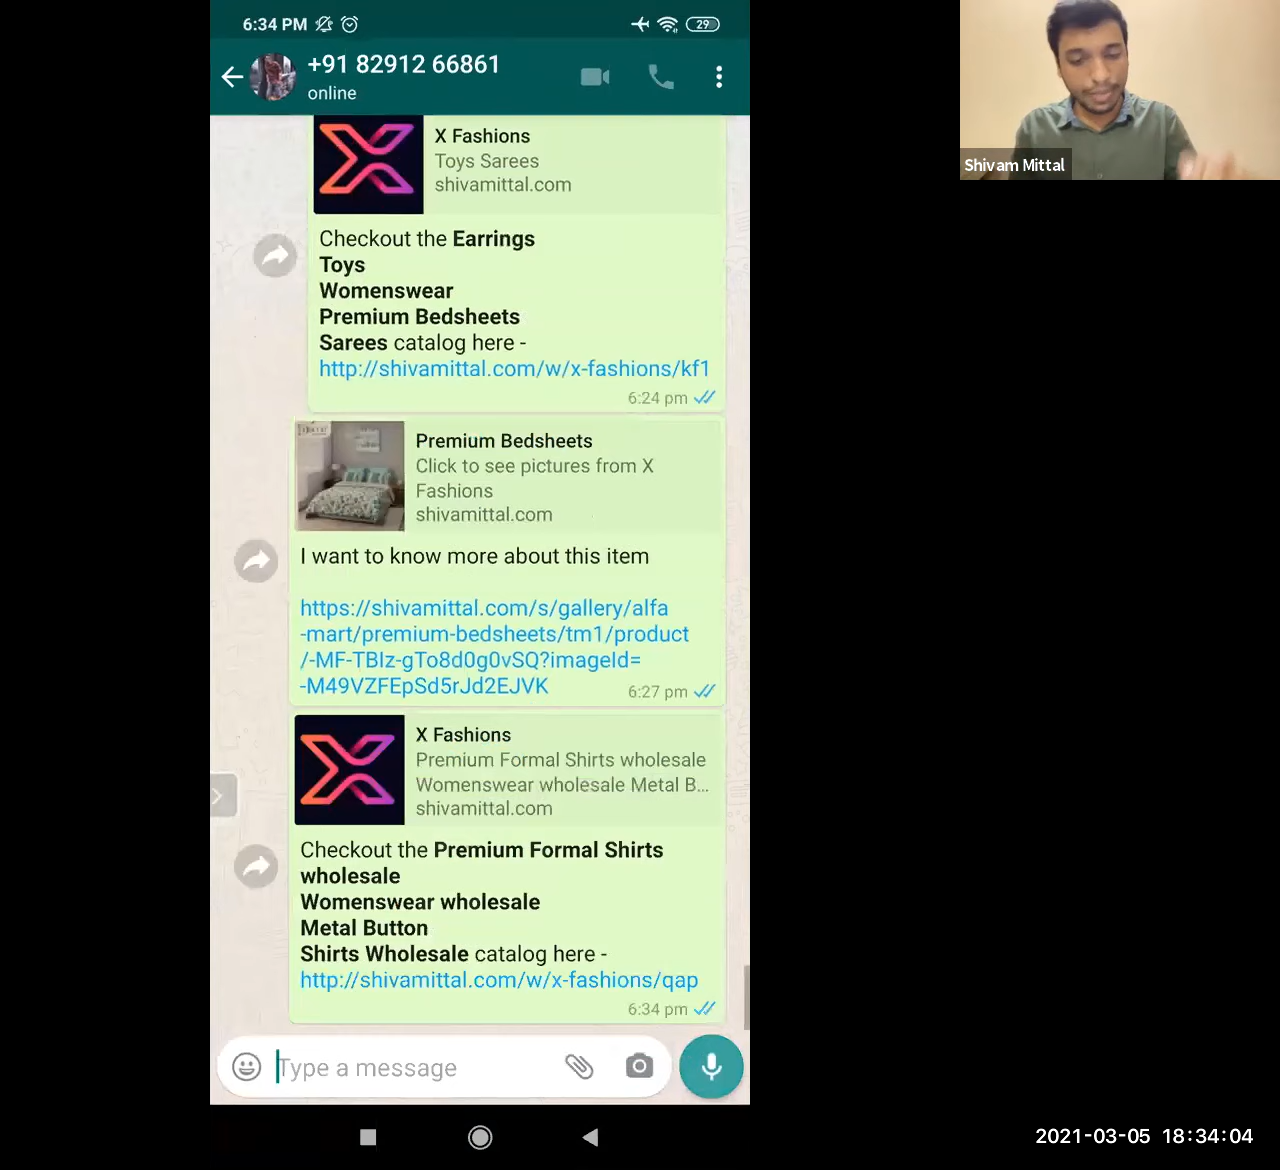 6:34 PM
29
+91 82912 66861
online
X Fashions
Toys Sarees
shivamittal.com
Checkout the Earrings
Toys
Womenswear
Premium Bedsheets
Sarees catalog here -
http://shivamittal.com/w/x-fashions/kf1
6:24 pm
Premium Bedsheets
Click to see pictures from X
Fashions
shivamittal.com
I want to know more about this item
https://shivamittal.com/s/gallery/alfa
-mart/premium-bedsheets/tm1/product
/-MF-TBIz-gTo8d0g0vSQ?imageId=
-M49VZFEpSd5rJd2EJVK
6:27 pm
X Fashions
Premium Formal Shirts wholesale
Womenswear wholesale Metal B...
shivamittal.com
Checkout the Premium Formal Shirts
wholesale
Womenswear wholesale
Metal Button
Shirts Wholesale catalog here -
http://shivamittal.com/w/x-fashions/qap
6:34 pm
Type a message
Shivam Mittal
2021-03-05 18:34:04